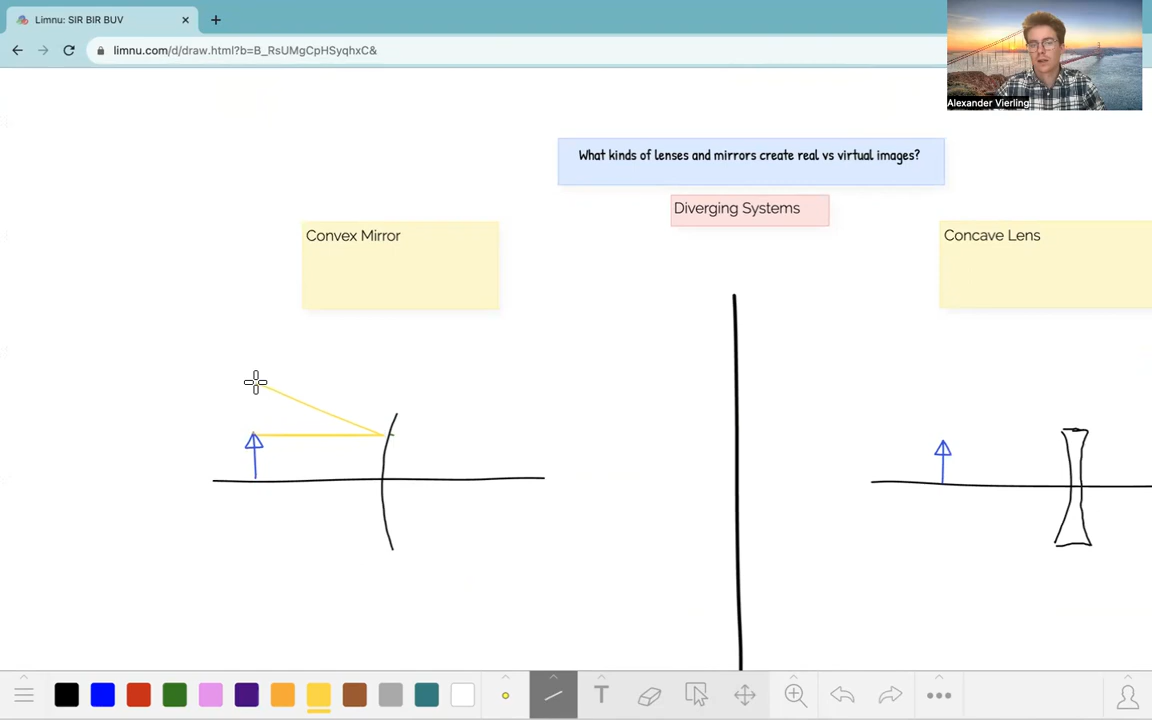 Limnu: SIR BIR BUV
limnu.com/d/draw.html?b=B_RsUMgCpHSyqhxC&
Alexander Vierling
What kinds of lenses and mirrors create real vs virtual images?
Diverging Systems
Convex Mirror
Concave Lens
T